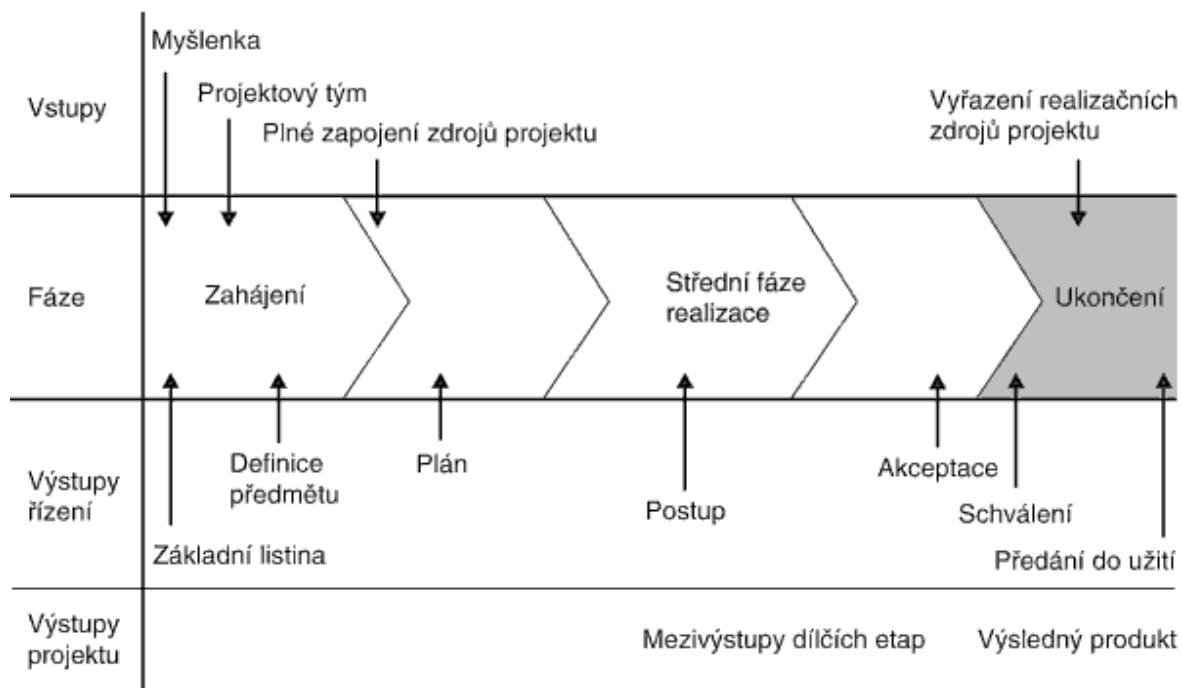 Myšlenka
Vstupy
Projektový tým
Plné zapojení zdrojů projektu
Vyřazení realizačních
zdrojů projektu
Fáze
Zahájení
Střední fáze
realizace
Ukončení
Výstupy
řízení
Definice
předmětu
Plán
Akceptace
Postup
Schválení
Základní listina
Předání do užití
Výstupy
projektu
Mezivýstupy dílčích etap
Výsledný produkt